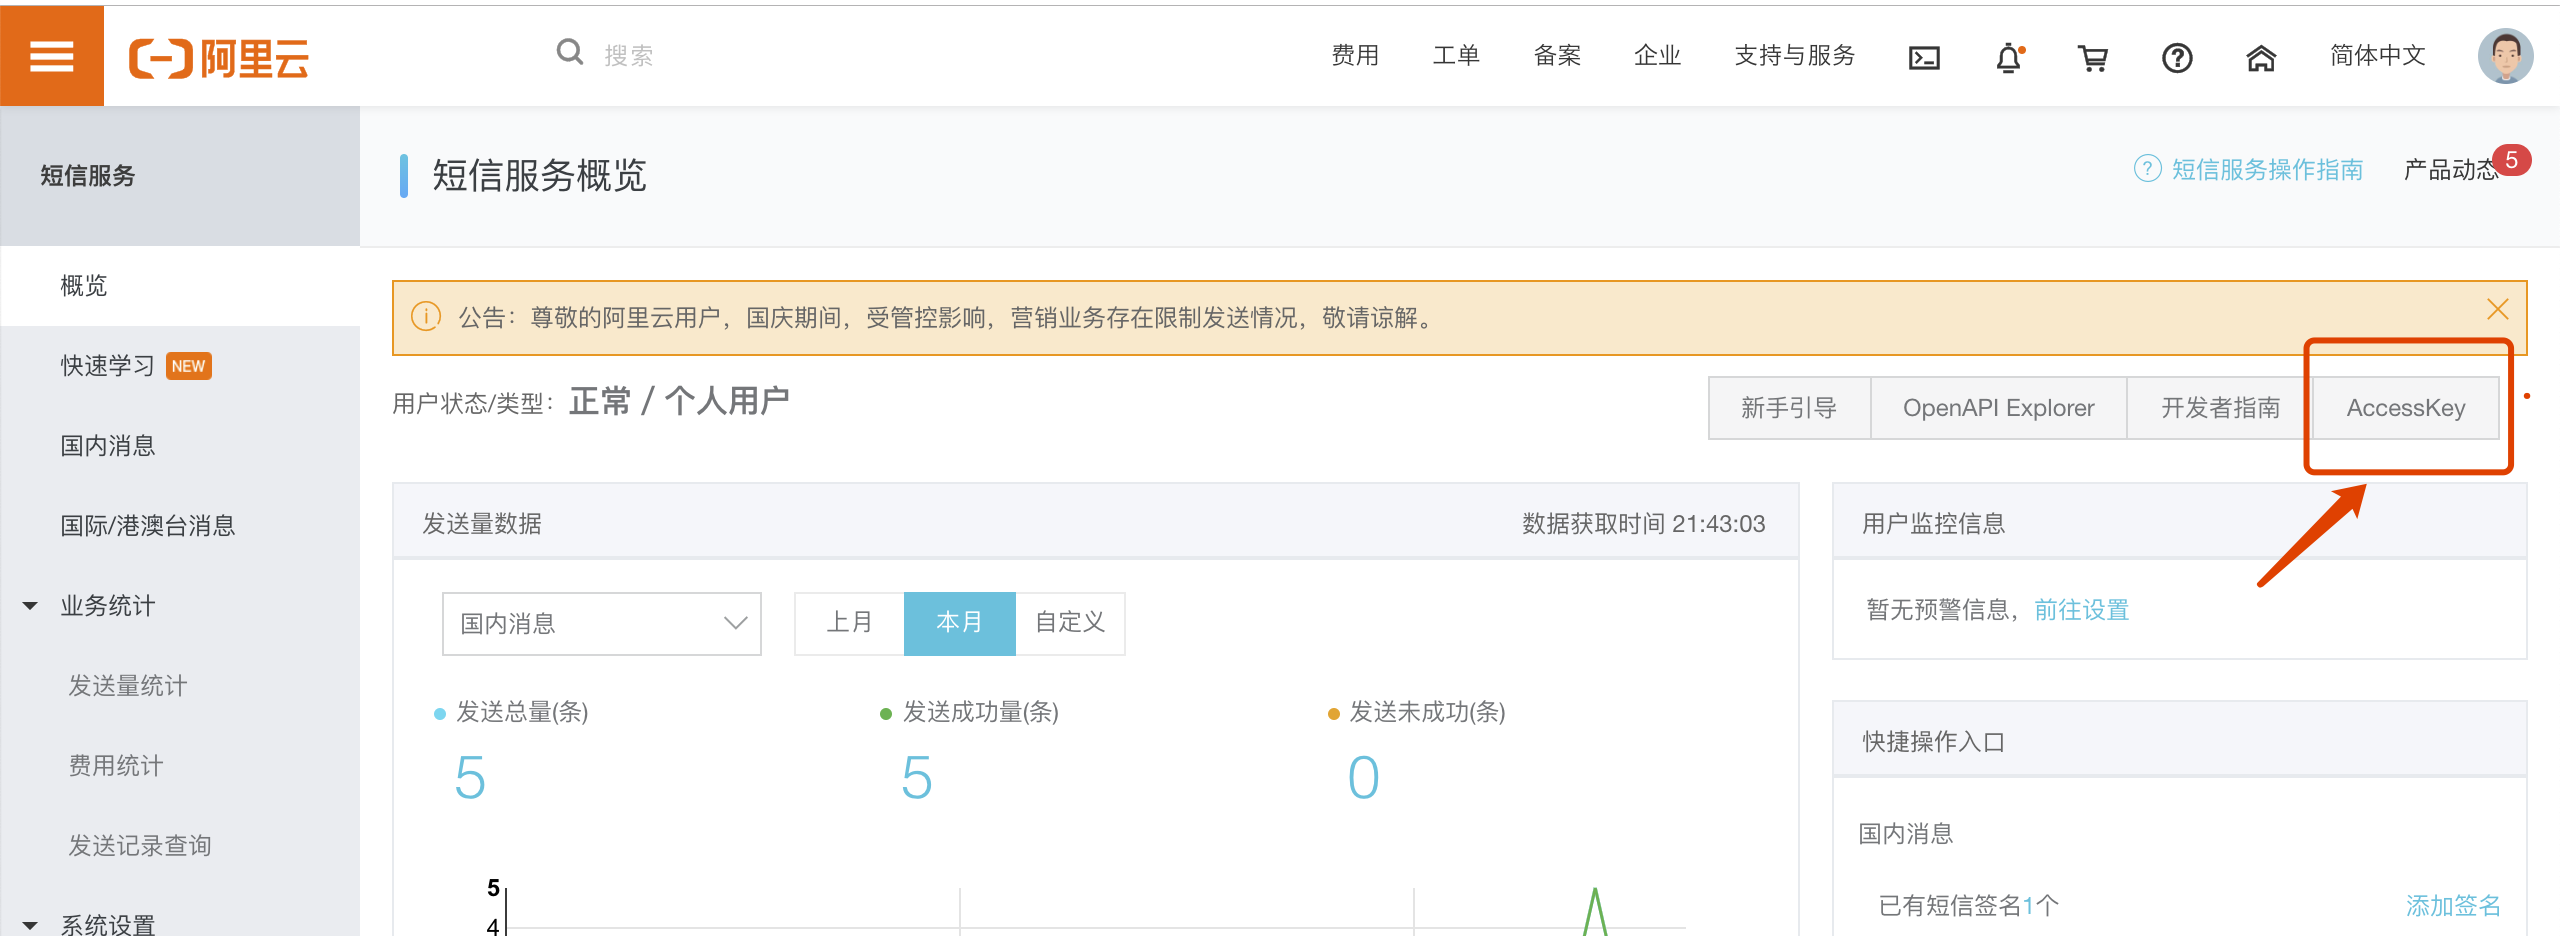 阿里云
搜索
费用 工单 备案 企业 支持与服务 简体中文
短信服务
短信服务概览
短信服务操作指南 产品动态 5
概览
快速学习 NEW
国内消息
国际/港澳台消息
业务统计
发送量统计
费用统计
发送记录查询
系统设置
公告：尊敬的阿里云用户，国庆期间，受管控影响，营销业务存在限制发送情况，敬请谅解。
用户状态/类型：正常 / 个人用户
新手引导 OpenAPI Explorer 开发者指南 AccessKey
发送量数据 数据获取时间 21:43:03
国内消息 上月 本月 自定义
发送总量(条) 发送成功量(条) 发送未成功(条)
5 5 0
5
4
用户监控信息
暂无预警信息，前往设置
快捷操作入口
国内消息
已有短信签名1个 添加签名